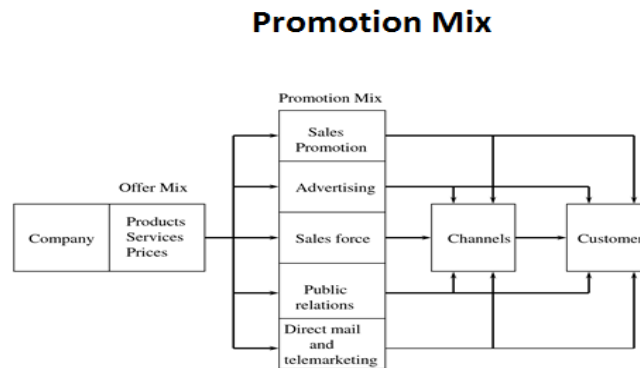 Promotion Mix
Promotion Mix
Sales
Promotion
Offer Mix
Advertising
Company
Products
Services
Prices
Sales force
Channels
Customer
Public
relations
Direct mail
and
telemarketing